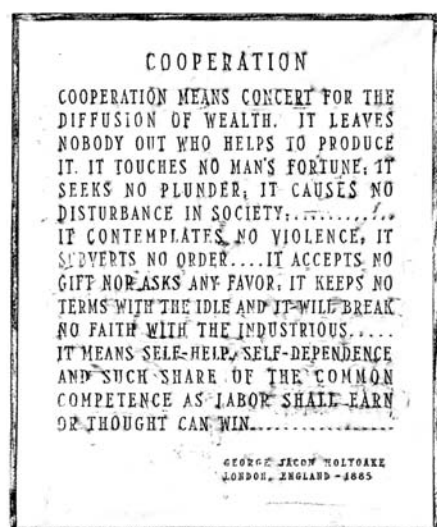 COOPERATION
COOPERATION MEANS CONCERT FOR THE
DIFFUSION OF WEALTH. IT LEAVES
NOBODY OUT WHO HELPS TO PRODUCE
IT. IT TOUCHES NO MAN'S FORTUNE; IT
SEEKS NO PLUNDER; IT CAUSES NO
DISTURBANCE IN SOCIETY;..........
IT CONTEMPLATES NO VIOLENCE, IT
SUBVERTS NO ORDER....IT ACCEPTS NO
GIFT NOR ASKS ANY FAVOR, IT KEEPS NO
TERMS WITH THE IDLE AND IT WILL BREAK
NO FAITH WITH THE INDUSTRIOUS.....
IT MEANS SELF-HELP, SELF-DEPENDENCE
AND SUCH SHARE OF THE COMMON
COMPETENCE AS LABOR SHALL EARN
OR THOUGHT CAN WIN..................
GEORGE JACON HOLYOAKE
LONDON, ENGLAND - 1885